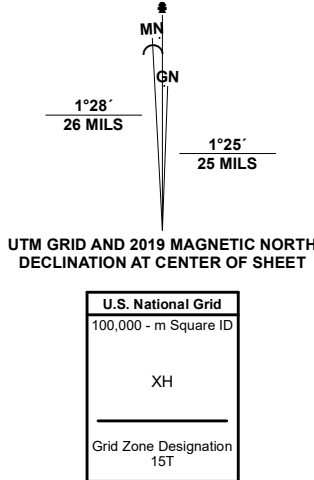 MN
GN
1°28´
26 MILS
1°25´
25 MILS
UTM GRID AND 2019 MAGNETIC NORTH
DECLINATION AT CENTER OF SHEET
U.S. National Grid
100,000 - m Square ID
XH
Grid Zone Designation
15T